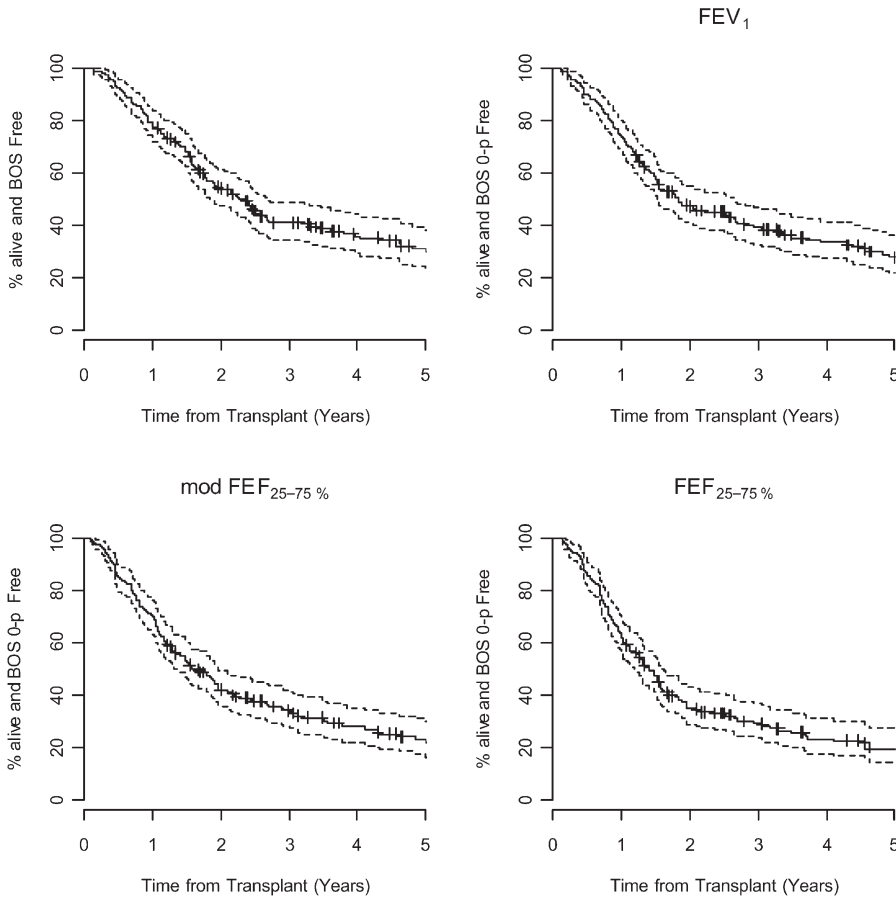 % alive and BOS Free
100
80
60
40
20
0
0 1 2 3 4 5
Time from Transplant (Years)
FEV1
% alive and BOS 0-p Free
100
80
60
40
20
0
0 1 2 3 4 5
Time from Transplant (Years)
mod FEF25–75 %
% alive and BOS 0-p Free
100
80
60
40
20
0
0 1 2 3 4 5
Time from Transplant (Years)
FEF25–75 %
% alive and BOS 0-p Free
100
80
60
40
20
0
0 1 2 3 4 5
Time from Transplant (Years)